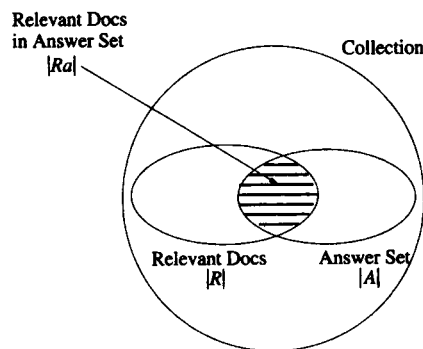 Relevant Docs
in Answer Set
|Ra|
Collection
Relevant Docs
|R|
Answer Set
|A|